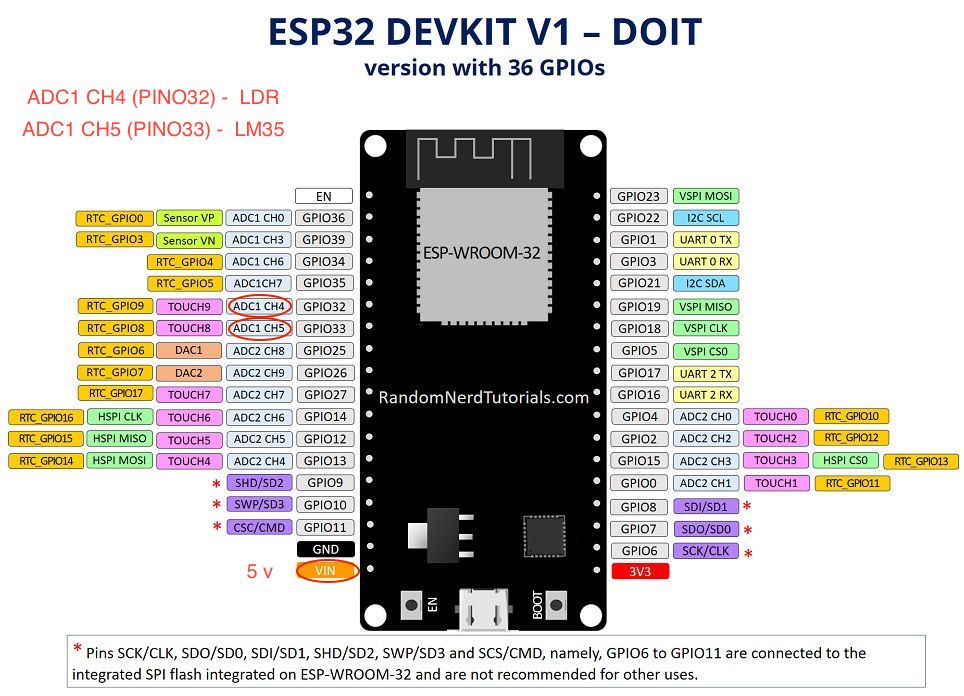 ESP32 DEVKIT V1 – DOIT
version with 36 GPIOs
ADC1 CH4 (PINO32) - LDR
ADC1 CH5 (PINO33) - LM35
EN
GPIO23 VSPI MOSI
RTC_GPIO0 Sensor VP ADC1 CH0 GPIO36
GPIO22 I2C SCL
RTC_GPIO3 Sensor VN ADC1 CH3 GPIO39
GPIO1 UART 0 TX
RTC_GPIO4 ADC1 CH6 GPIO34
ESP-WROOM-32
GPIO3 UART 0 RX
RTC_GPIO5 ADC1CH7 GPIO35
GPIO21 I2C SDA
RTC_GPIO9 TOUCH9 ADC1 CH4 GPIO32
GPIO19 VSPI MISO
RTC_GPIO8 TOUCH8 ADC1 CH5 GPIO33
GPIO18 VSPI CLK
RTC_GPIO6 DAC1 ADC2 CH8 GPIO25
GPIO5 VSPI CS0
RTC_GPIO7 DAC2 ADC2 CH9 GPIO26
GPIO17 UART 2 TX
RTC_GPIO17 TOUCH7 ADC2 CH7 GPIO27
RandomNerdTutorials.com
GPIO16 UART 2 RX
RTC_GPIO16 HSPI CLK TOUCH6 ADC2 CH6 GPIO14
GPIO4 ADC2 CH0 TOUCH0 RTC_GPIO10
RTC_GPIO15 HSPI MISO TOUCH5 ADC2 CH5 GPIO12
GPIO2 ADC2 CH2 TOUCH2 RTC_GPIO12
RTC_GPIO14 HSPI MOSI TOUCH4 ADC2 CH4 GPIO13
GPIO15 ADC2 CH3 TOUCH3 HSPI CS0 RTC_GPIO13
* SHD/SD2 GPIO9
GPIO0 ADC2 CH1 TOUCH1 RTC_GPIO11
* SWP/SD3 GPIO10
GPIO8 SDI/SD1 *
* CSC/CMD GPIO11
GPIO7 SDO/SD0 *
GND
GPIO6 SCK/CLK *
5 v VIN
3V3
EN
BOOT
* Pins SCK/CLK, SDO/SD0, SDI/SD1, SHD/SD2, SWP/SD3 and SCS/CMD, namely, GPIO6 to GPIO11 are connected to the
integrated SPI flash integrated on ESP-WROOM-32 and are not recommended for other uses.